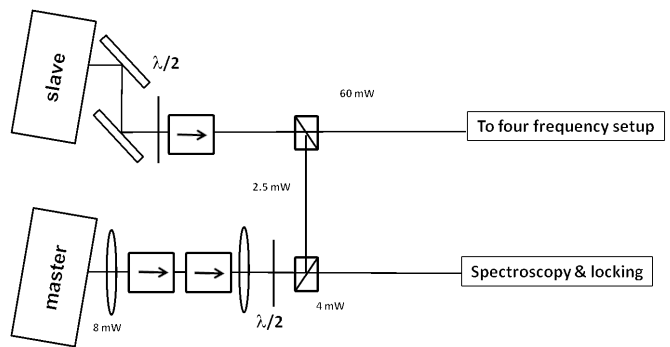 slave
λ/2
60 mW
To four frequency setup
2.5 mW
master
8 mW
λ/2
4 mW
Spectroscopy & locking